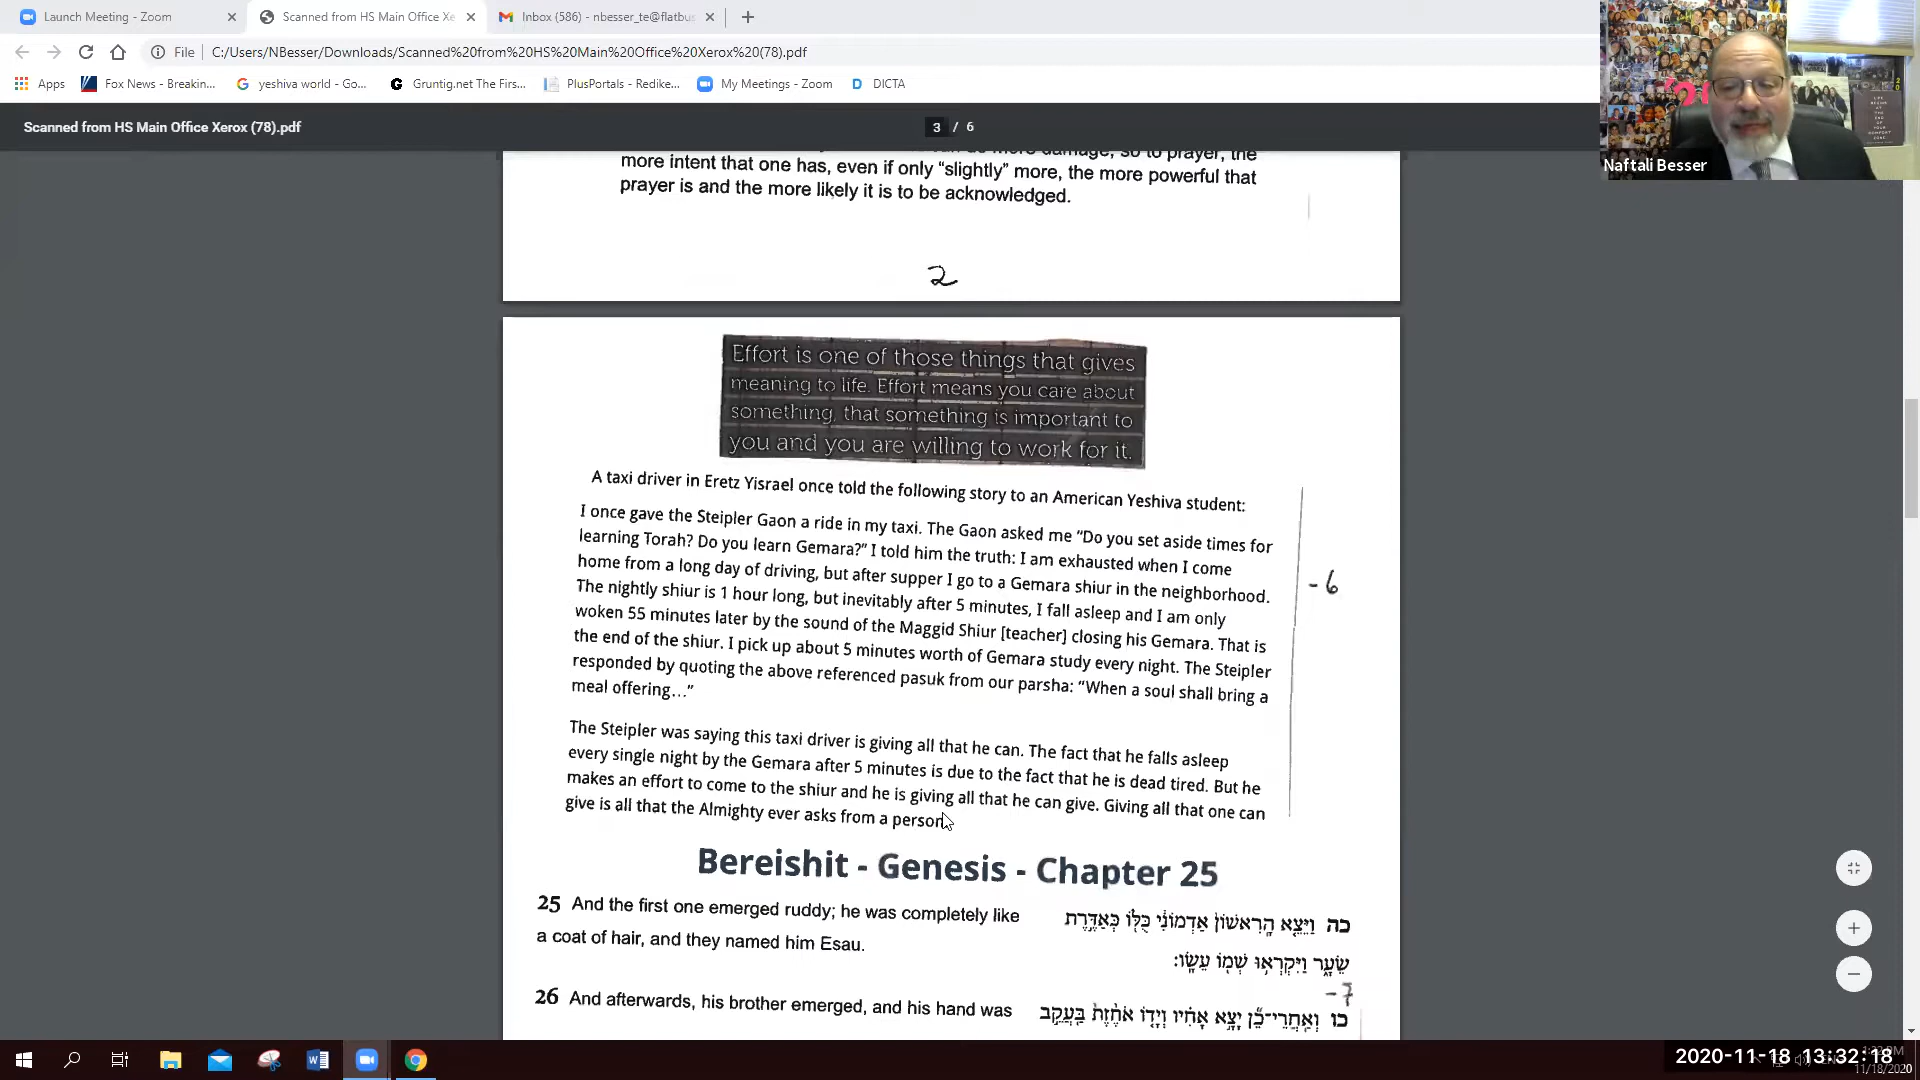 Launch Meeting - Zoom
Scanned from HS Main Office Xe
Inbox (586) - nbesser_te@flatbus
File
C:/Users/NBesser/Downloads/Scanned%20from%20HS%20Main%20Office%20Xerox%20(78).pdf
Apps
Fox News - Breakin...
yeshiva world - Go...
Gruntig.net The Firs...
PlusPortals - Redike...
My Meetings - Zoom
DICTA
Scanned from HS Main Office Xerox (78).pdf
3 / 6
Naftali Besser
more damage, so to prayer, the
more intent that one has, even if only “slightly” more, the more powerful that
prayer is and the more likely it is to be acknowledged.
2
Effort is one of those things that gives
meaning to life. Effort means you care about
something, that something is important to
you and you are willing to work for it.
A taxi driver in Eretz Yisrael once told the following story to an American Yeshiva student:
I once gave the Steipler Gaon a ride in my taxi. The Gaon asked me “Do you set aside times for
learning Torah? Do you learn Gemara?” I told him the truth: I am exhausted when I come
home from a long day of driving, but after supper I go to a Gemara shiur in the neighborhood.
The nightly shiur is 1 hour long, but inevitably after 5 minutes, I fall asleep and I am only
woken 55 minutes later by the sound of the Maggid Shiur [teacher] closing his Gemara. That is
the end of the shiur. I pick up about 5 minutes worth of Gemara study every night. The Steipler
responded by quoting the above referenced pasuk from our parsha: “When a soul shall bring a
meal offering...”
- 6
The Steipler was saying this taxi driver is giving all that he can. The fact that he falls asleep
every single night by the Gemara after 5 minutes is due to the fact that he is dead tired. But he
makes an effort to come to the shiur and he is giving all that he can give. Giving all that one can
give is all that the Almighty ever asks from a person.
Bereishit - Genesis - Chapter 25
25 And the first one emerged ruddy; he was completely like
a coat of hair, and they named him Esau.
כה וַיֵּצֵ֤א הָֽרִאשׁוֹן֙ אַדְמוֹנִ֔י כֻּלּ֖וֹ כְּאַדֶּ֣רֶת
שֵׂעָ֑ר וַיִּקְרְא֥וּ שְׁמ֖וֹ עֵשָֽׂו:
- 7
26 And afterwards, his brother emerged, and his hand was
כו וְאַֽחֲרֵי־כֵ֞ן יָצָ֣א אָחִ֗יו וְיָד֤וֹ אֹחֶ֨זֶת֙ בַּֽעֲקֵ֣ב
2020-11-18 13:32:18
11/18/2020